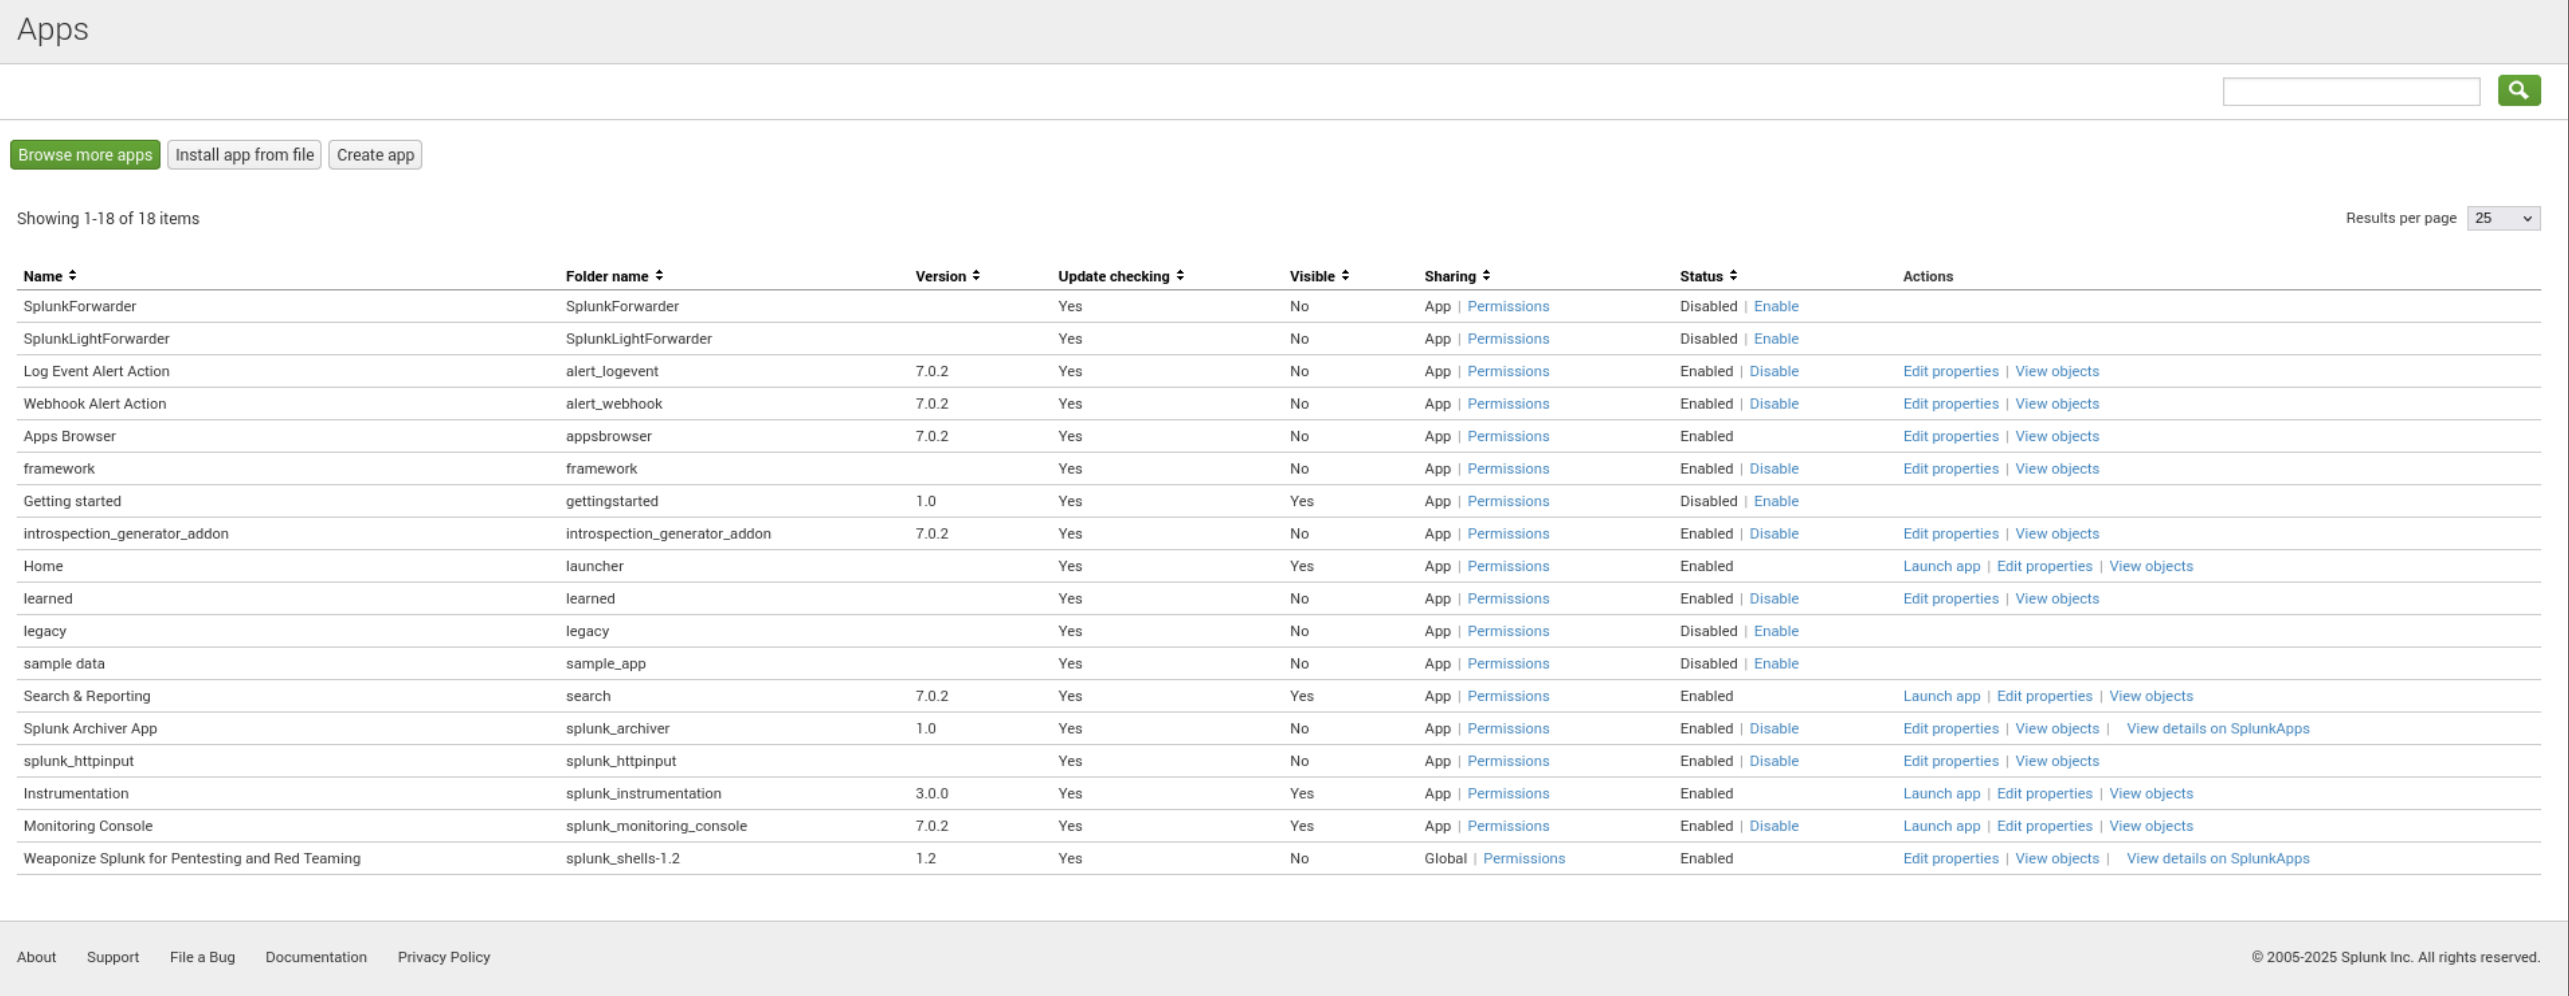 Apps
Browse more apps Install app from file Create app
Showing 1-18 of 18 items Results per page 25
Name Folder name Version Update checking Visible Sharing Status Actions
SplunkForwarder SplunkForwarder Yes No App | Permissions Disabled | Enable
SplunkLightForwarder SplunkLightForwarder Yes No App | Permissions Disabled | Enable
Log Event Alert Action alert_logevent 7.0.2 Yes No App | Permissions Enabled | Disable Edit properties | View objects
Webhook Alert Action alert_webhook 7.0.2 Yes No App | Permissions Enabled | Disable Edit properties | View objects
Apps Browser appsbrowser 7.0.2 Yes No App | Permissions Enabled Edit properties | View objects
framework framework Yes No App | Permissions Enabled | Disable Edit properties | View objects
Getting started gettingstarted 1.0 Yes Yes App | Permissions Disabled | Enable
introspection_generator_addon introspection_generator_addon 7.0.2 Yes No App | Permissions Enabled | Disable Edit properties | View objects
Home launcher Yes Yes App | Permissions Enabled Launch app | Edit properties | View objects
learned learned Yes No App | Permissions Enabled | Disable Edit properties | View objects
legacy legacy Yes No App | Permissions Disabled | Enable
sample data sample_app Yes No App | Permissions Disabled | Enable
Search & Reporting search 7.0.2 Yes Yes App | Permissions Enabled Launch app | Edit properties | View objects
Splunk Archiver App splunk_archiver 1.0 Yes No App | Permissions Enabled | Disable Edit properties | View objects | View details on SplunkApps
splunk_httpinput splunk_httpinput Yes No App | Permissions Enabled | Disable Edit properties | View objects
Instrumentation splunk_instrumentation 3.0.0 Yes Yes App | Permissions Enabled Launch app | Edit properties | View objects
Monitoring Console splunk_monitoring_console 7.0.2 Yes Yes App | Permissions Enabled | Disable Launch app | Edit properties | View objects
Weaponize Splunk for Pentesting and Red Teaming splunk_shells-1.2 1.2 Yes No Global | Permissions Enabled Edit properties | View objects | View details on SplunkApps
About Support File a Bug Documentation Privacy Policy © 2005-2025 Splunk Inc. All rights reserved.